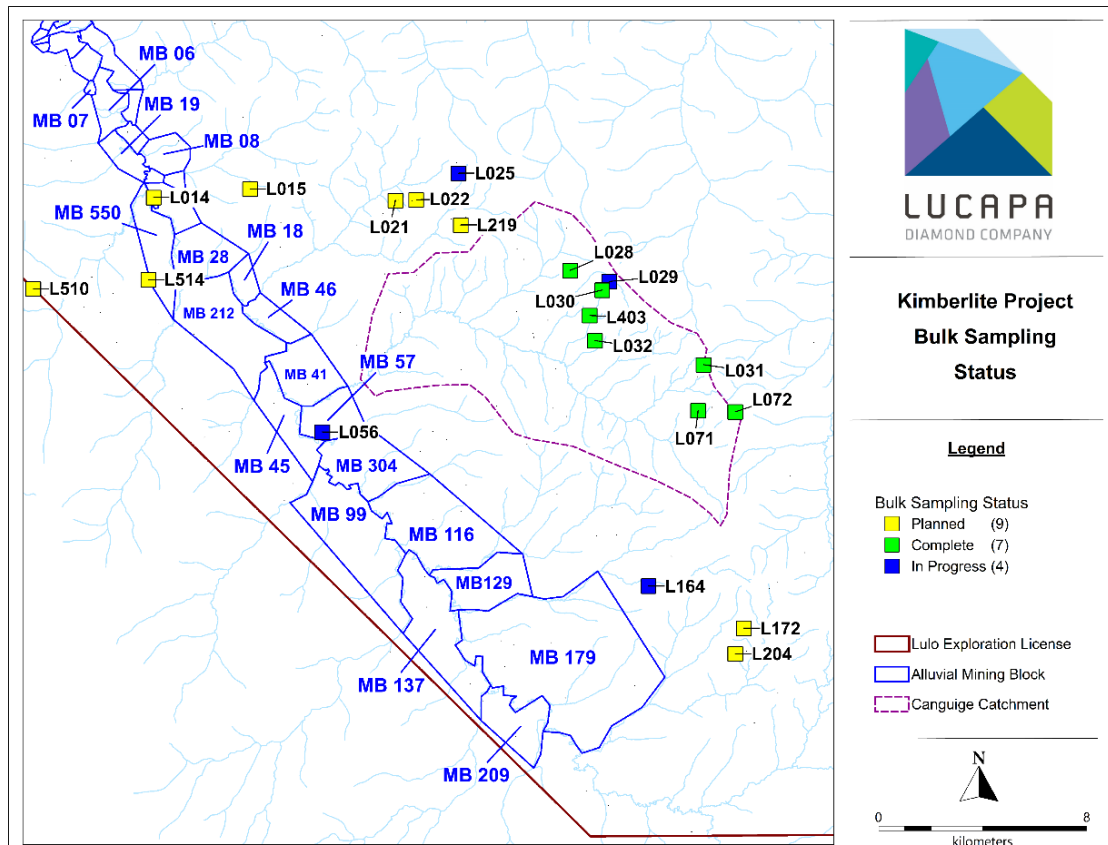 MB 06
MB 07
MB 19
MB 08
L025
L015
L022
L014
L021
MB 550
L219
MB 18
L028
MB 28
L029
L514
L510
L030
MB 46
MB 212
L403
L032
MB 57
L031
MB 41
L072
L071
L056
MB 45
MB 304
MB 99
MB 116
MB129
L164
L172
L204
MB 179
MB 137
MB 209
LUCAPA
DIAMOND COMPANY
Kimberlite Project
Bulk Sampling
Status
Legend
Bulk Sampling Status
Planned (9)
Complete (7)
In Progress (4)
Lulo Exploration License
Alluvial Mining Block
Canguige Catchment
N
0 8
kilometers